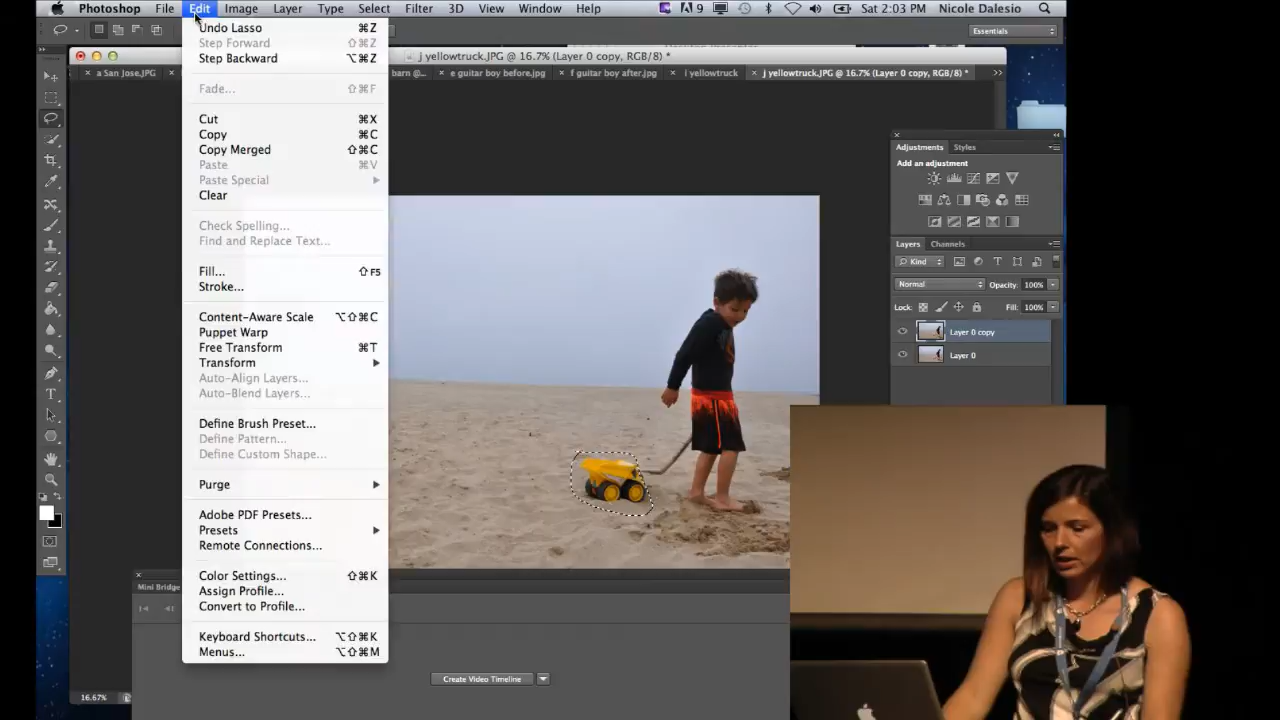 Photoshop File Edit Image Layer Type Select Filter 3D View Window Help 9 Sat 2:03 PM Nicole Dalesio
Essentials
j yellowtruck.JPG @ 16.7% (Layer 0 copy, RGB/8) *
a San Jose.JPG barn @... e guitar boy before.jpg f guitar boy after.jpg i yellowtruck j yellowtruck.JPG @ 16.7% (Layer 0 copy, RGB/8) *
Undo Lasso ⌘Z
Step Forward ⇧⌘Z
Step Backward ⌥⌘Z
Fade... ⇧⌘F
Cut ⌘X
Copy ⌘C
Copy Merged ⇧⌘C
Paste ⌘V
Paste Special
Clear
Check Spelling...
Find and Replace Text...
Fill... ⇧F5
Stroke...
Content-Aware Scale ⌥⇧⌘C
Puppet Warp
Free Transform ⌘T
Transform
Auto-Align Layers...
Auto-Blend Layers...
Define Brush Preset...
Define Pattern...
Define Custom Shape...
Purge
Adobe PDF Presets...
Presets
Remote Connections...
Color Settings... ⇧⌘K
Assign Profile...
Convert to Profile...
Keyboard Shortcuts... ⌥⇧⌘K
Menus... ⌥⇧⌘M
Adjustments Styles
Add an adjustment
Layers Channels
Kind
Normal Opacity: 100%
Lock: Fill: 100%
Layer 0 copy
Layer 0
Mini Bridge
Create Video Timeline
16.67%